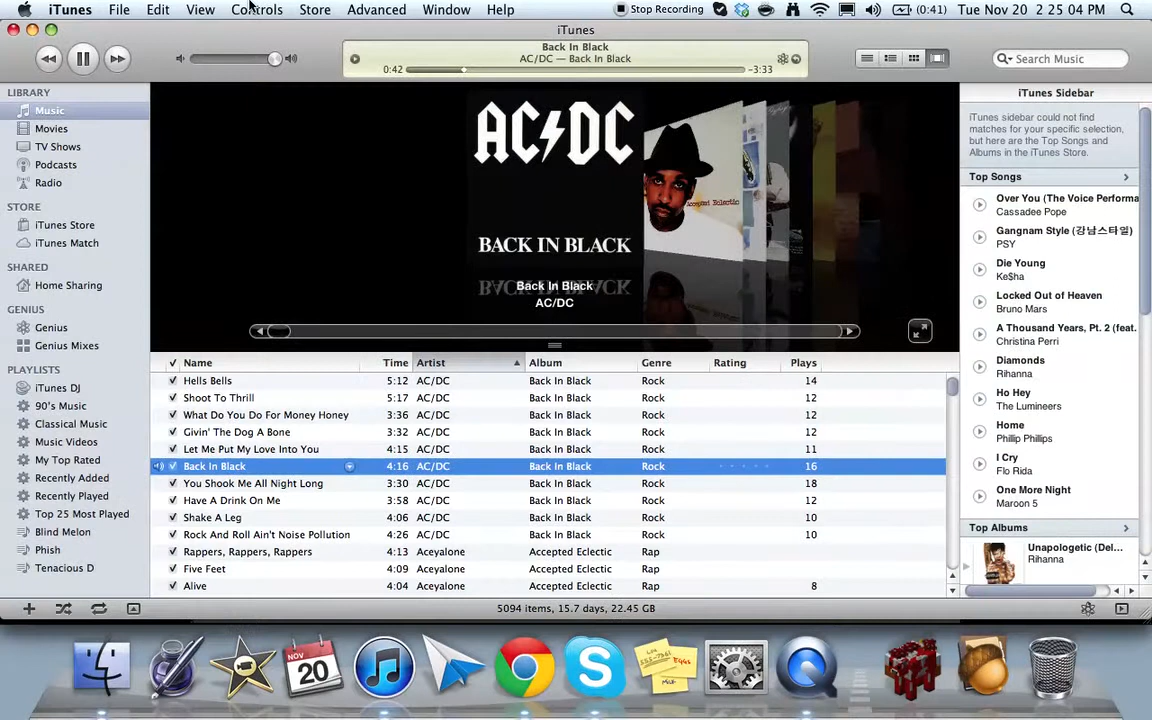 iTunes File Edit View Controls Store Advanced Window Help Stop Recording (0:41) Tue Nov 20 2 25 04 PM
iTunes
Back In Black
AC/DC — Back In Black
0:42 -3:33
Search Music
LIBRARY
Music
Movies
TV Shows
Podcasts
Radio
STORE
iTunes Store
iTunes Match
SHARED
Home Sharing
GENIUS
Genius
Genius Mixes
PLAYLISTS
iTunes DJ
90's Music
Classical Music
Music Videos
My Top Rated
Recently Added
Recently Played
Top 25 Most Played
Blind Melon
Phish
Tenacious D
AC/DC
BACK IN BLACK
Accepted Eclectic
Back In Black
AC/DC
✓ Name Time Artist Album Genre Rating Plays
✓ Hells Bells 5:12 AC/DC Back In Black Rock 14
✓ Shoot To Thrill 5:17 AC/DC Back In Black Rock 12
✓ What Do You Do For Money Honey 3:36 AC/DC Back In Black Rock 12
✓ Givin' The Dog A Bone 3:32 AC/DC Back In Black Rock 12
✓ Let Me Put My Love Into You 4:15 AC/DC Back In Black Rock 11
✓ Back In Black 4:16 AC/DC Back In Black Rock 16
✓ You Shook Me All Night Long 3:30 AC/DC Back In Black Rock 18
✓ Have A Drink On Me 3:58 AC/DC Back In Black Rock 12
✓ Shake A Leg 4:06 AC/DC Back In Black Rock 10
✓ Rock And Roll Ain't Noise Pollution 4:26 AC/DC Back In Black Rock 10
✓ Rappers, Rappers, Rappers 4:13 Aceyalone Accepted Eclectic Rap
✓ Five Feet 4:09 Aceyalone Accepted Eclectic Rap
✓ Alive 4:04 Aceyalone Accepted Eclectic Rap 8
iTunes Sidebar
iTunes sidebar could not find
matches for your specific selection,
but here are the Top Songs and
Albums in the iTunes Store.
Top Songs
Over You (The Voice Performa
Cassadee Pope
Gangnam Style (강남스타일)
PSY
Die Young
Ke$ha
Locked Out of Heaven
Bruno Mars
A Thousand Years, Pt. 2 (feat.
Christina Perri
Diamonds
Rihanna
Ho Hey
The Lumineers
Home
Phillip Phillips
I Cry
Flo Rida
One More Night
Maroon 5
Top Albums
Unapologetic (Del...
Rihanna
5094 items, 15.7 days, 22.45 GB
NOV
20